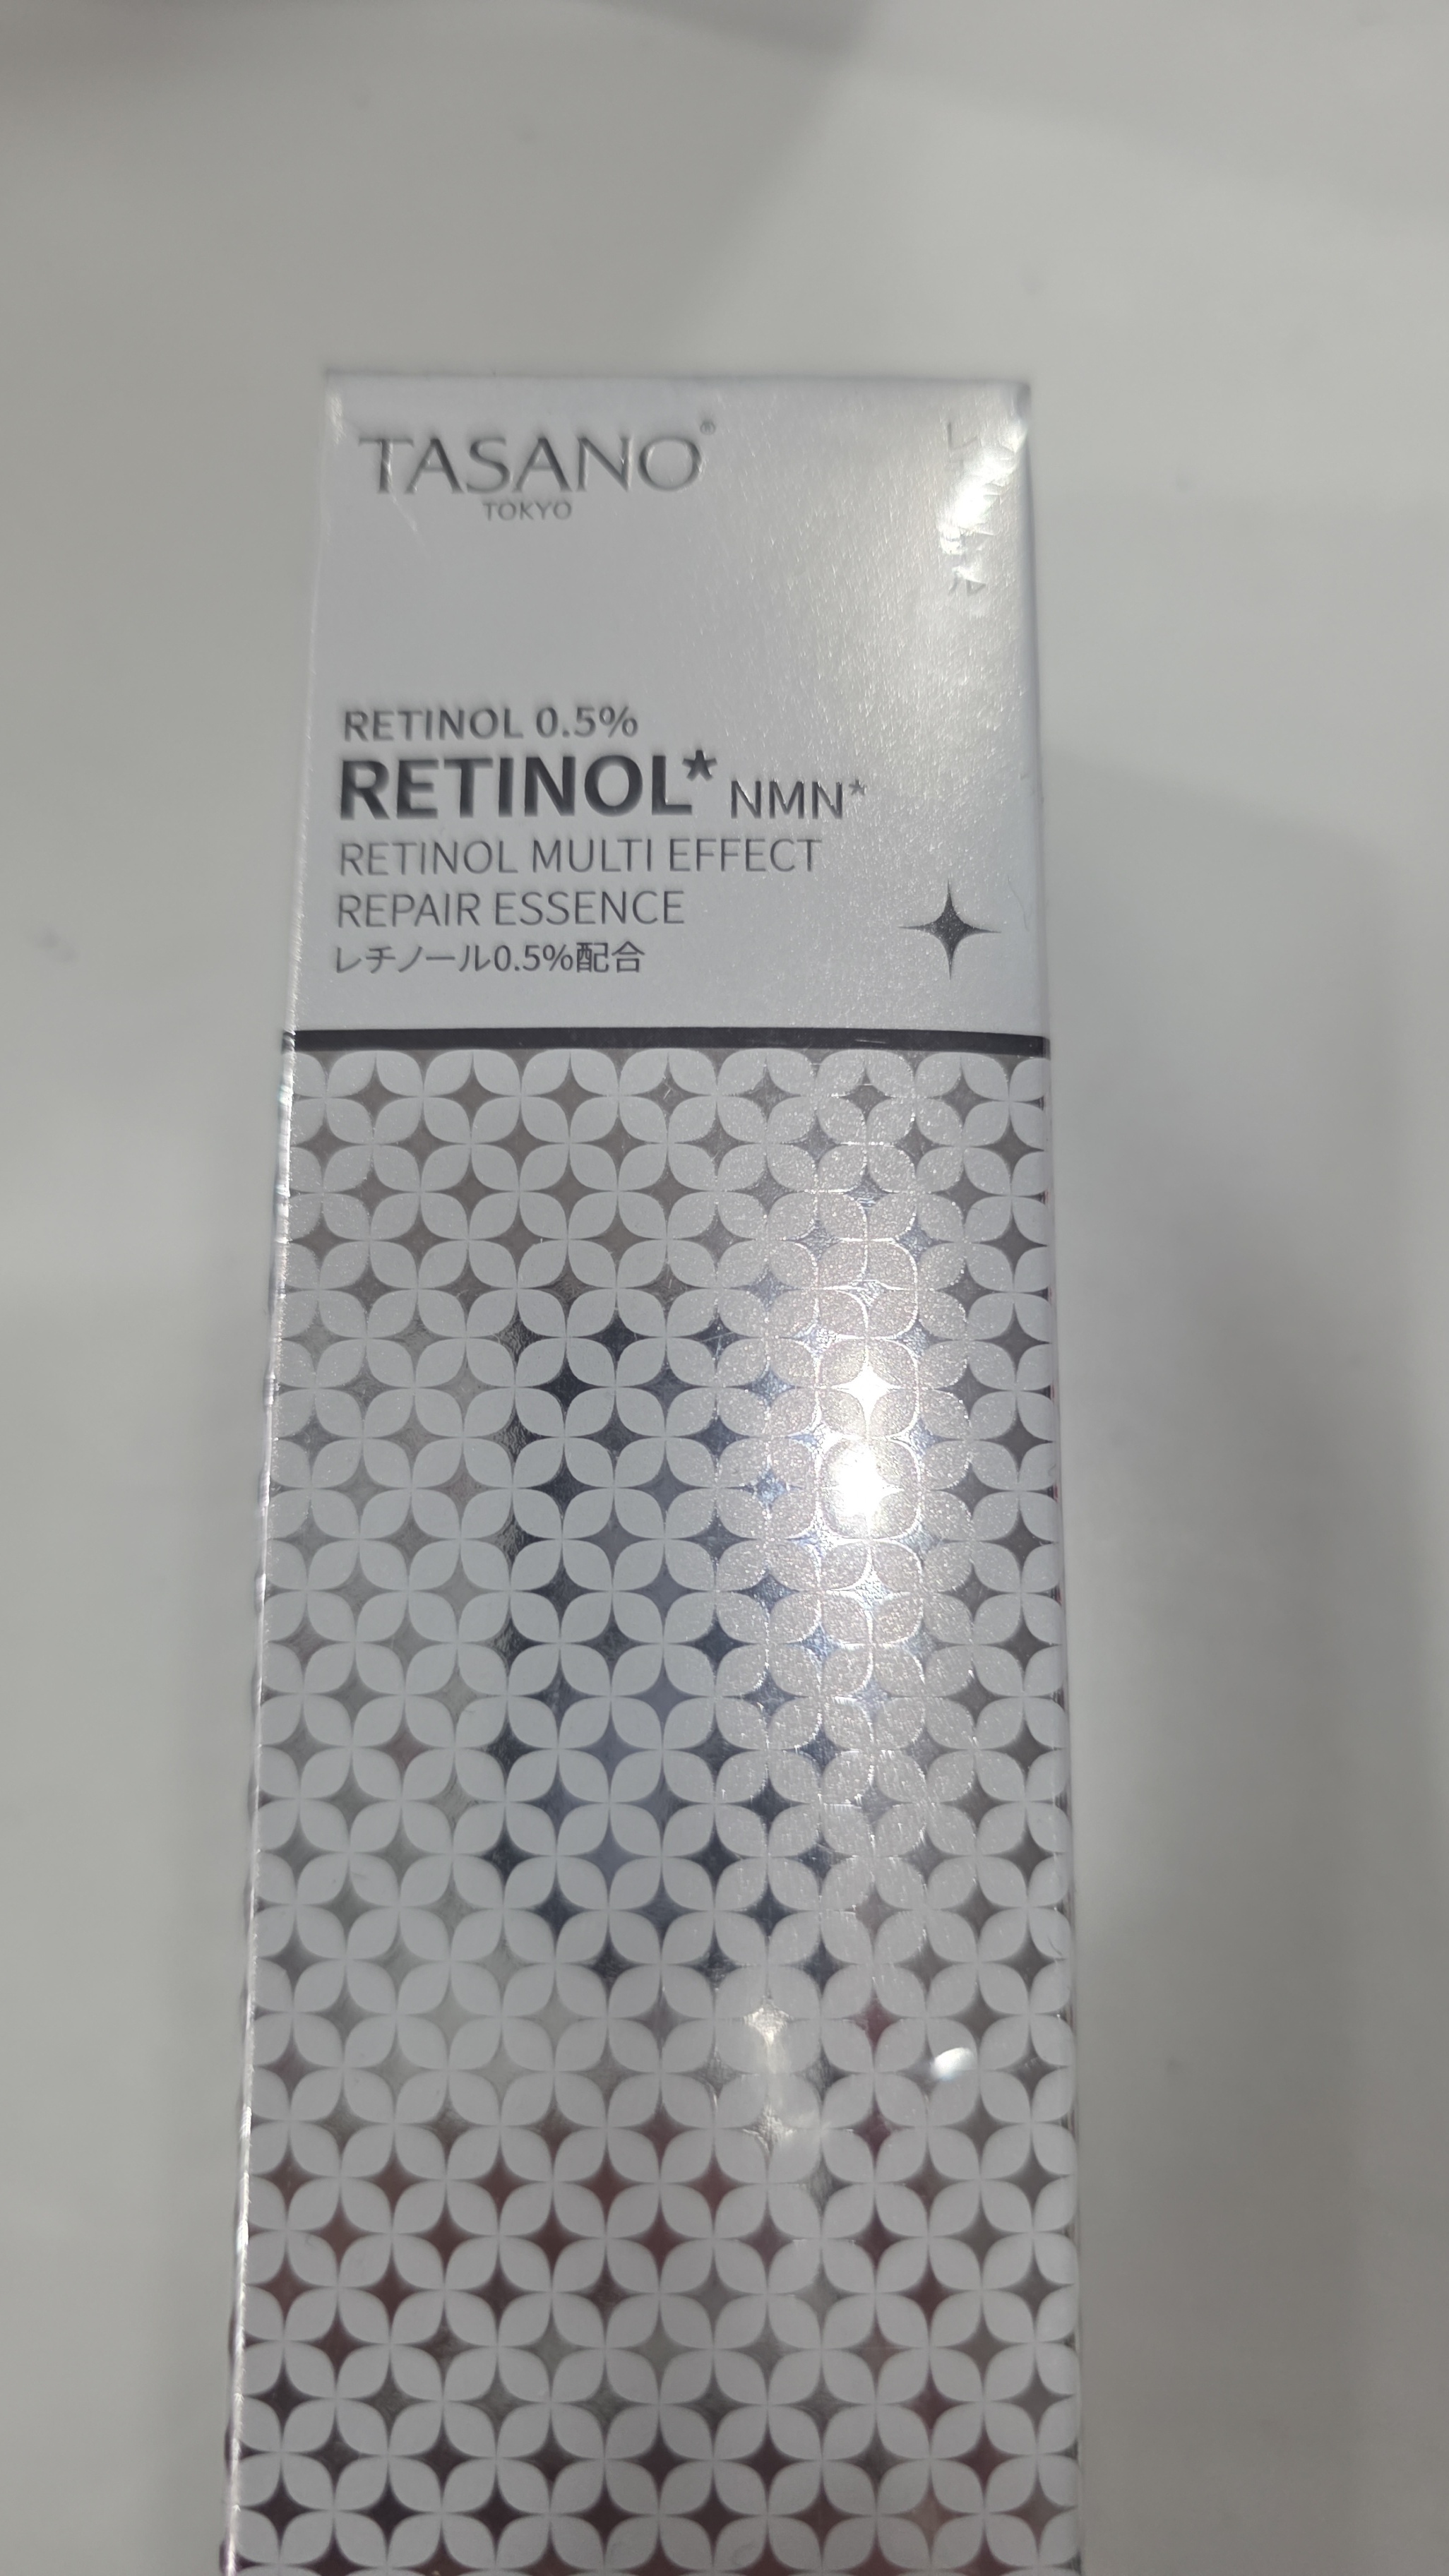 TASANO®
TOKYO
RETINOL 0.5%
RETINOL* NMN*
RETINOL MULTI EFFECT
REPAIR ESSENCE
レチノール0.5%配合